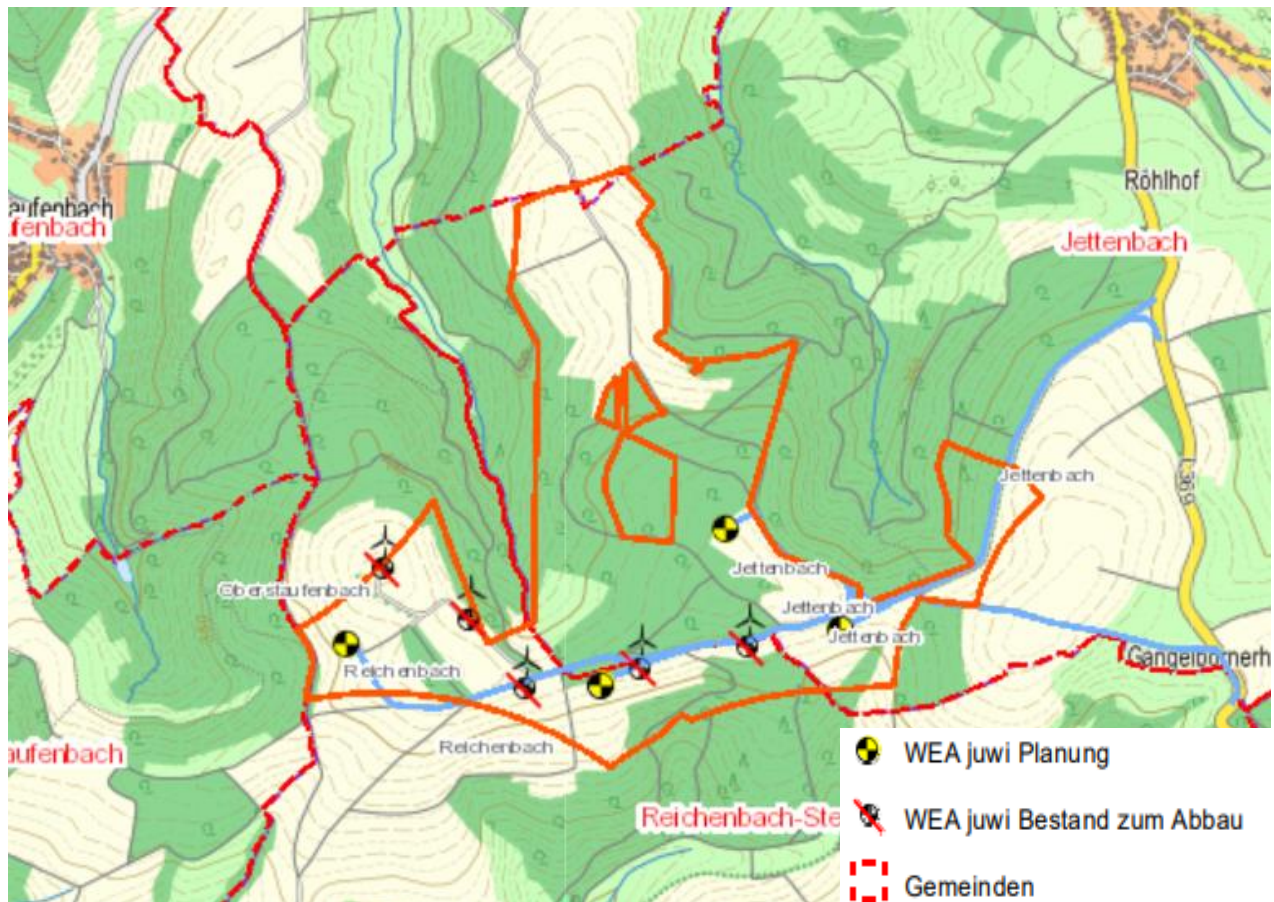 Röhlhof
aufenbach
ufenbach
Jettenbach
Jettenbach
L 369
Jettenbach
Oberstaufenbach
Jettenbach
Jettenbach
Reichenbach
Gangelbornerh
Reichenbach
aufenbach
WEA juwi Planung
Reichenbach-Ste
WEA juwi Bestand zum Abbau
Gemeinden